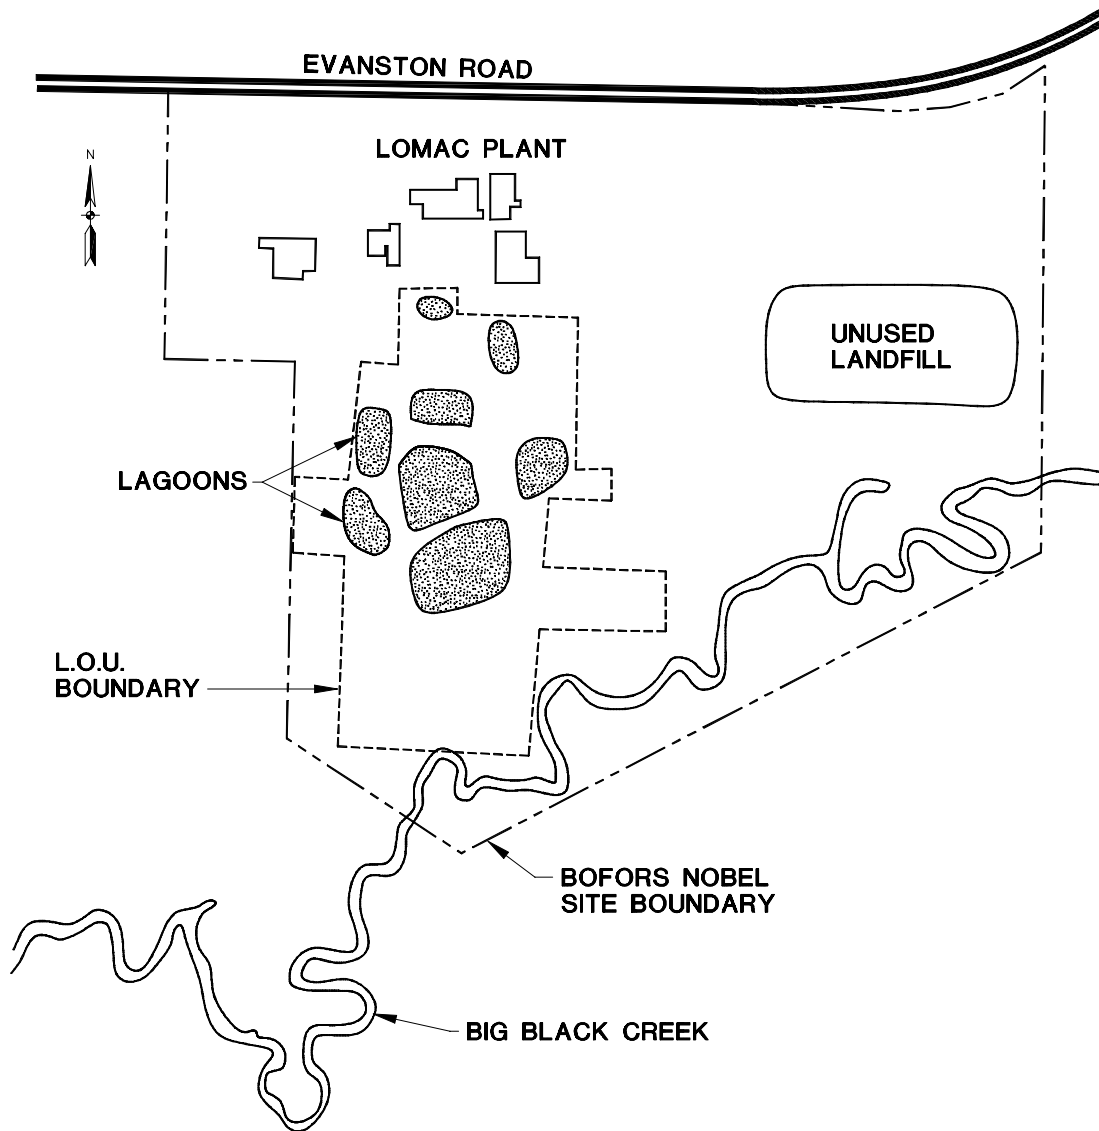 EVANSTON ROAD
LOMAC PLANT
N
UNUSED
LANDFILL
LAGOONS
L.O.U.
BOUNDARY
BOFORS NOBEL
SITE BOUNDARY
BIG BLACK CREEK